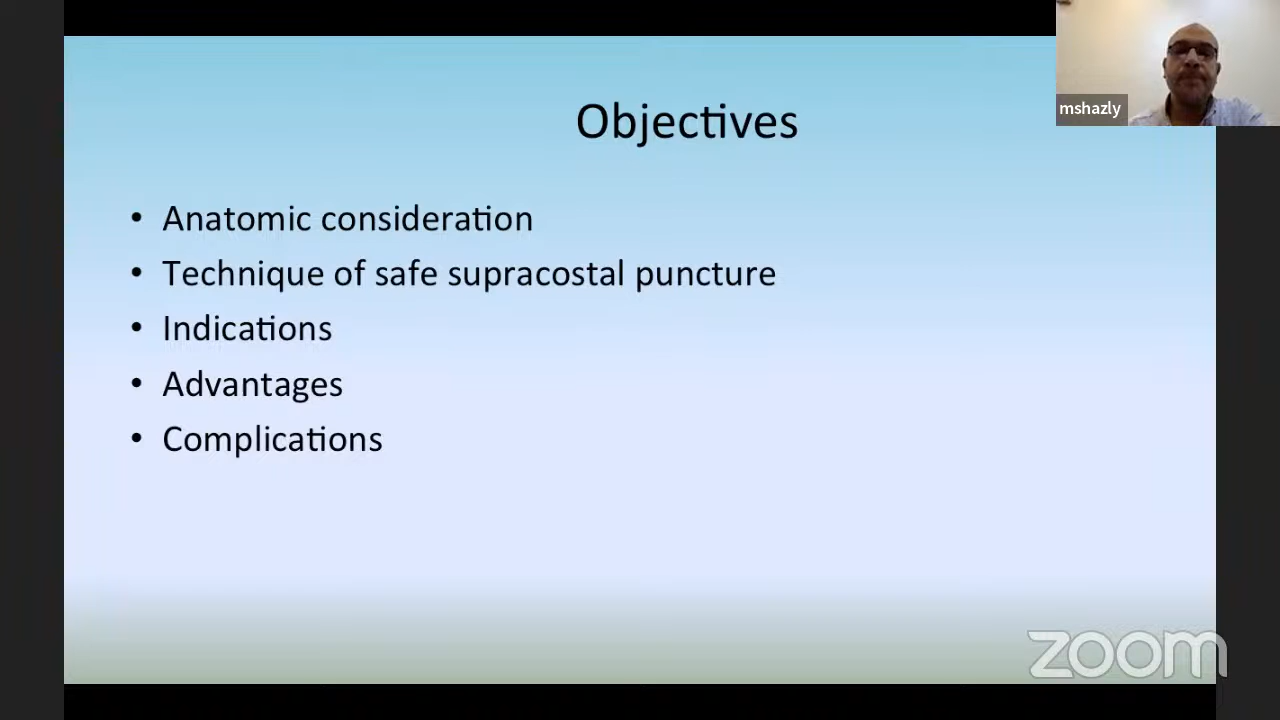 Objectives
mshazly
• Anatomic consideration
• Technique of safe supracostal puncture
• Indications
• Advantages
• Complications
zoom